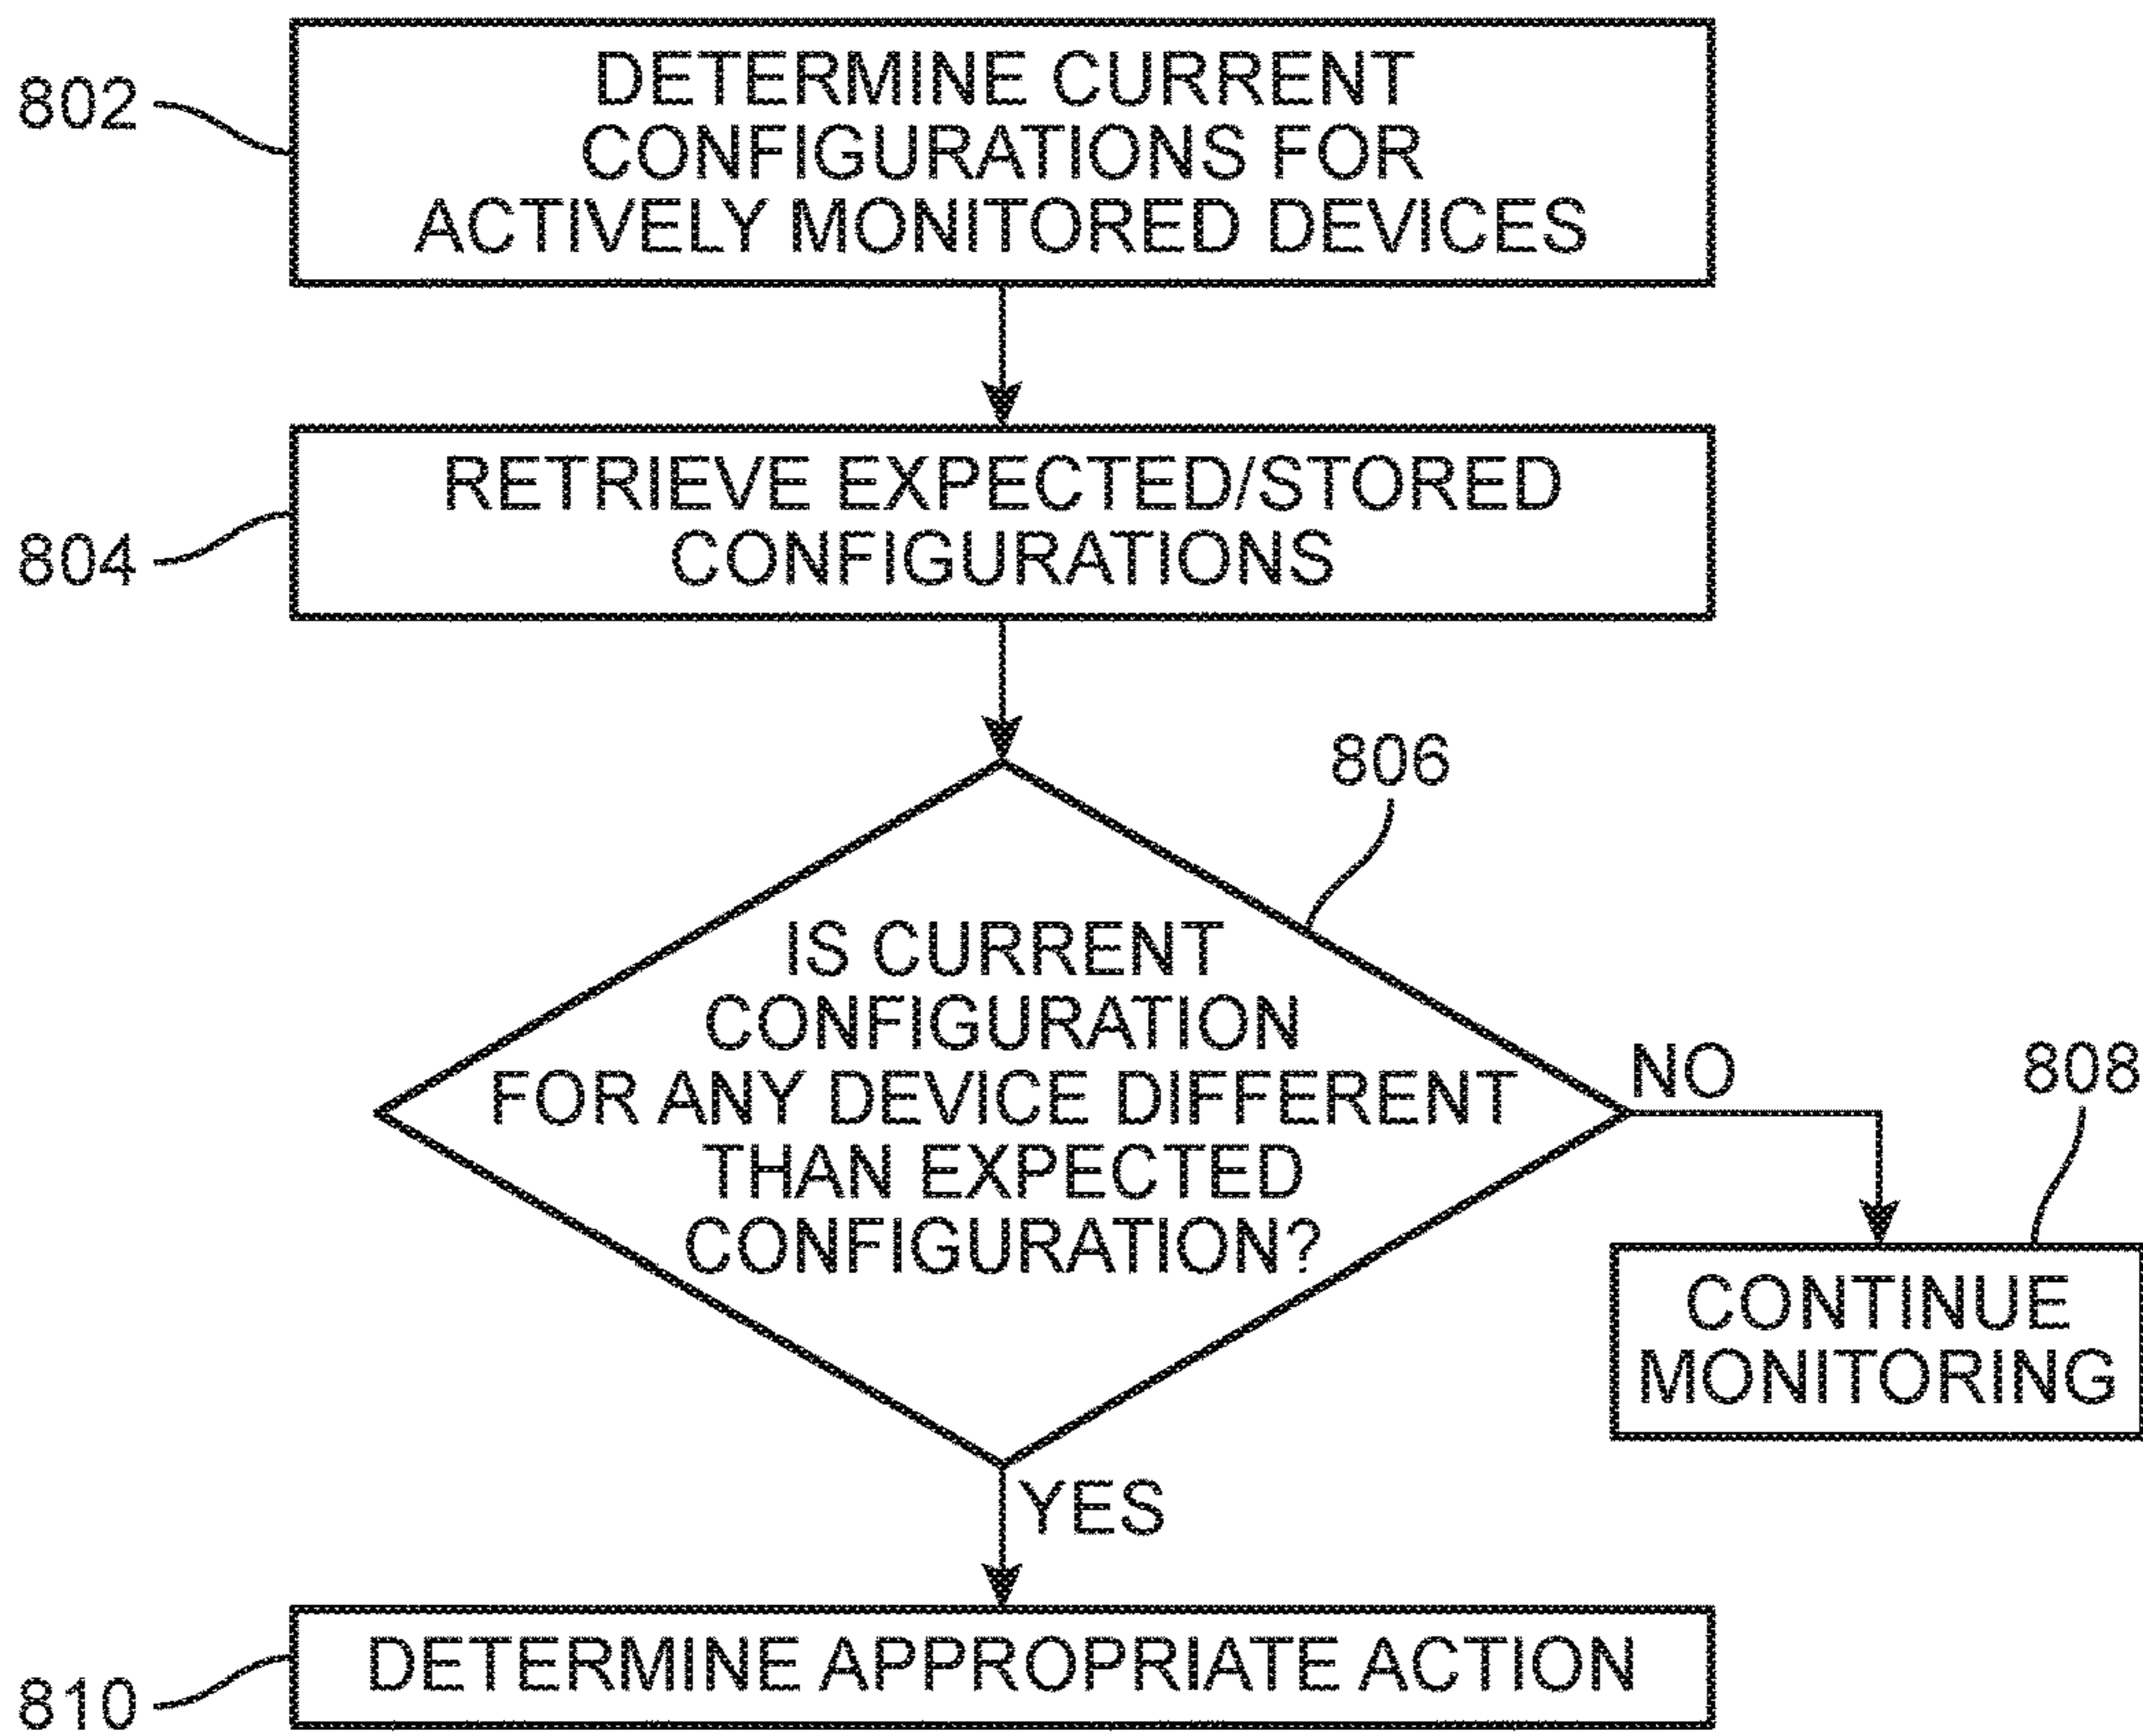 802
DETERMINE CURRENT
CONFIGURATIONS FOR
ACTIVELY MONITORED DEVICES
804
RETRIEVE EXPECTED/STORED
CONFIGURATIONS
806
IS CURRENT
CONFIGURATION
FOR ANY DEVICE DIFFERENT
THAN EXPECTED
CONFIGURATION?
NO
808
CONTINUE
MONITORING
YES
810
DETERMINE APPROPRIATE ACTION